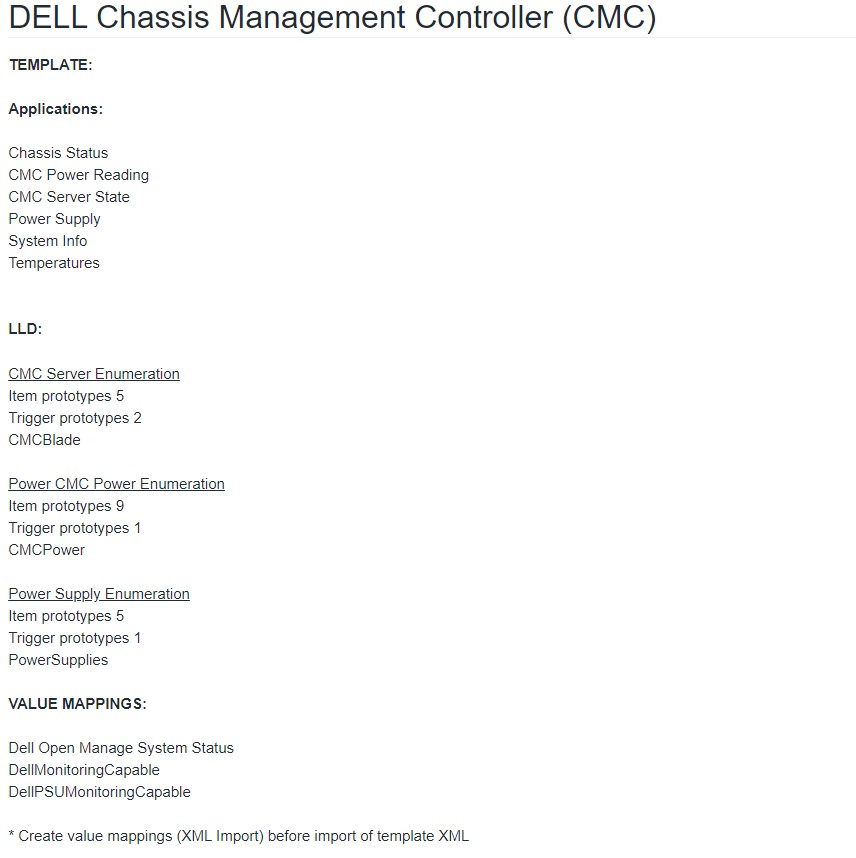 DELL Chassis Management Controller (CMC)
TEMPLATE:
Applications:
Chassis Status
CMC Power Reading
CMC Server State
Power Supply
System Info
Temperatures
LLD:
CMC Server Enumeration
Item prototypes 5
Trigger prototypes 2
CMCBlade
Power CMC Power Enumeration
Item prototypes 9
Trigger prototypes 1
CMCPower
Power Supply Enumeration
Item prototypes 5
Trigger prototypes 1
PowerSupplies
VALUE MAPPINGS:
Dell Open Manage System Status
DellMonitoringCapable
DellPSUMonitoringCapable
* Create value mappings (XML Import) before import of template XML